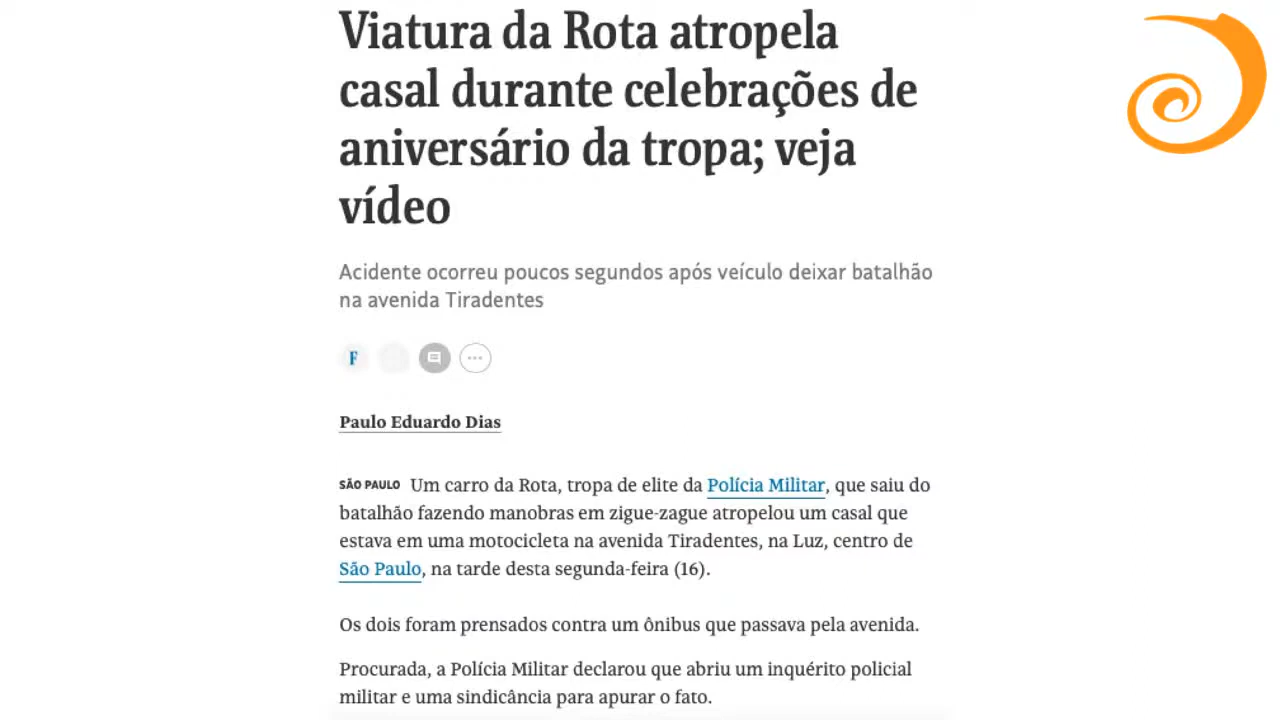 Viatura da Rota atropela
casal durante celebrações de
aniversário da tropa; veja
vídeo
Acidente ocorreu poucos segundos após veículo deixar batalhão
na avenida Tiradentes
F
Paulo Eduardo Dias
SÃO PAULO Um carro da Rota, tropa de elite da Polícia Militar, que saiu do
batalhão fazendo manobras em zigue-zague atropelou um casal que
estava em uma motocicleta na avenida Tiradentes, na Luz, centro de
São Paulo, na tarde desta segunda-feira (16).
Os dois foram prensados contra um ônibus que passava pela avenida.
Procurada, a Polícia Militar declarou que abriu um inquérito policial
militar e uma sindicância para apurar o fato.